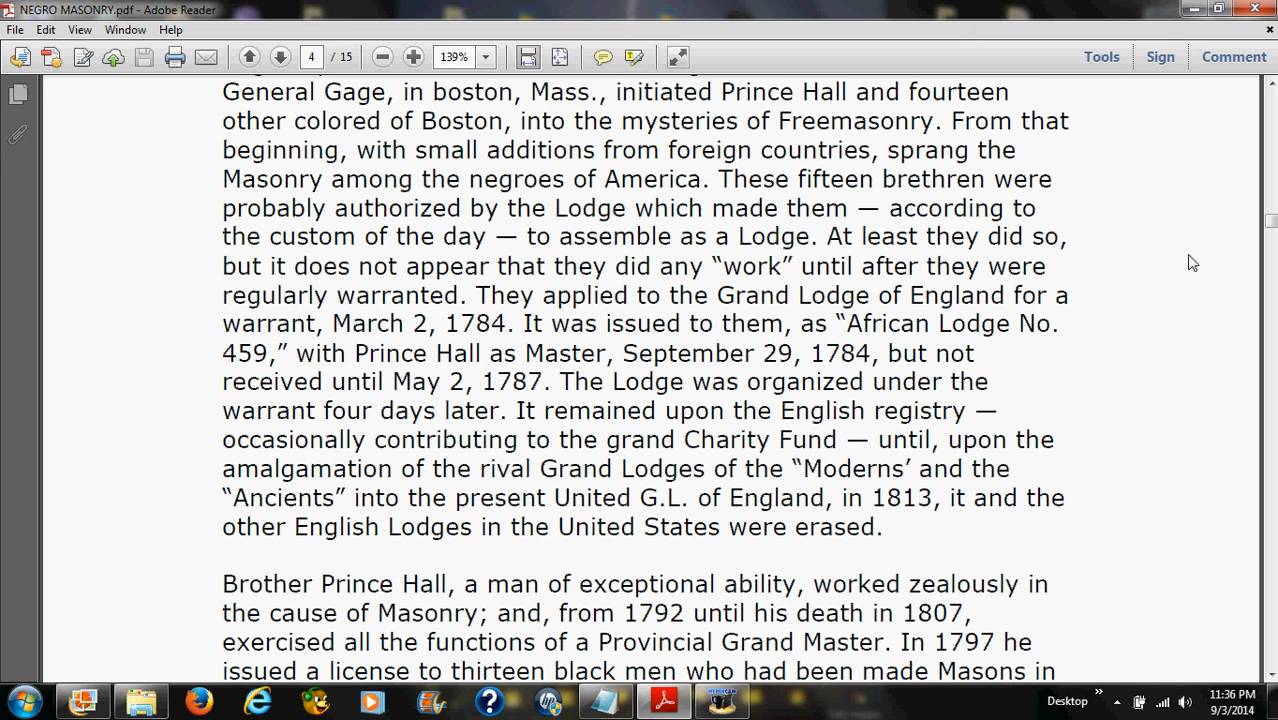 NEGRO MASONRY.pdf - Adobe Reader
File Edit View Window Help
4 / 15 139% Tools Sign Comment
General Gage, in boston, Mass., initiated Prince Hall and fourteen
other colored of Boston, into the mysteries of Freemasonry. From that
beginning, with small additions from foreign countries, sprang the
Masonry among the negroes of America. These fifteen brethren were
probably authorized by the Lodge which made them — according to
the custom of the day — to assemble as a Lodge. At least they did so,
but it does not appear that they did any “work” until after they were
regularly warranted. They applied to the Grand Lodge of England for a
warrant, March 2, 1784. It was issued to them, as “African Lodge No.
459,” with Prince Hall as Master, September 29, 1784, but not
received until May 2, 1787. The Lodge was organized under the
warrant four days later. It remained upon the English registry —
occasionally contributing to the grand Charity Fund — until, upon the
amalgamation of the rival Grand Lodges of the “Moderns’ and the
“Ancients” into the present United G.L. of England, in 1813, it and the
other English Lodges in the United States were erased.
Brother Prince Hall, a man of exceptional ability, worked zealously in
the cause of Masonry; and, from 1792 until his death in 1807,
exercised all the functions of a Provincial Grand Master. In 1797 he
issued a license to thirteen black men who had been made Masons in
Desktop
11:36 PM
9/3/2014